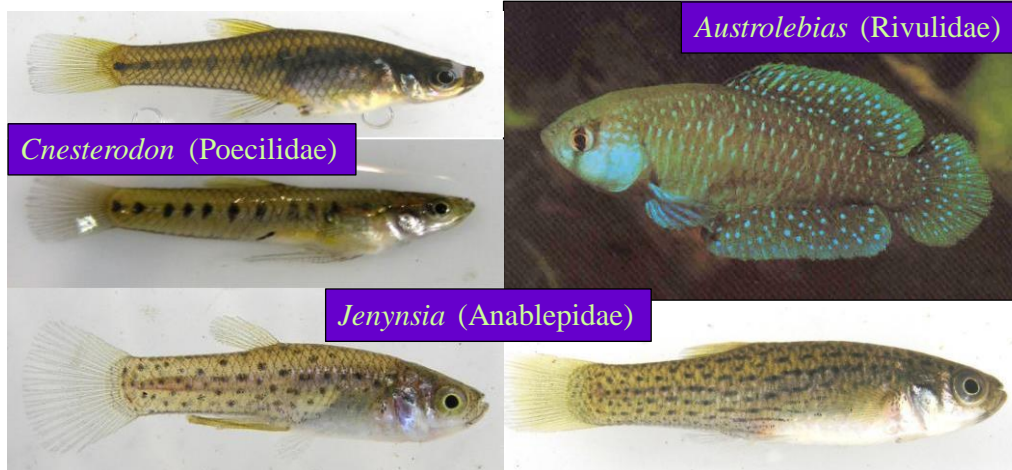 Austrolebias (Rivulidae)
Cnesterodon (Poecilidae)
Jenynsia (Anablepidae)